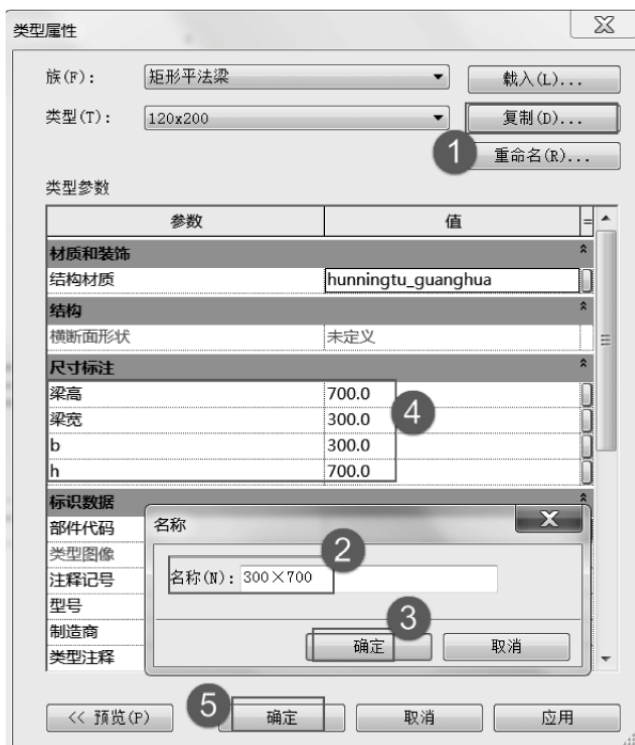 类型属性
族(F): 矩形平法梁 载入(L)...
类型(T): 120x200 复制(D)...
1 重命名(R)...
类型参数
参数 值 =
材质和装饰
结构材质 hunningtu_guanghua
结构
横断面形状 未定义
尺寸标注
梁高 700.0
梁宽 300.0
4
b 300.0
h 700.0
标识数据
部件代码
类型图像
注释记号
型号
制造商
类型注释
名称
2
名称(N): 300×700
3
确定 取消
5
<< 预览(P) 确定 取消 应用